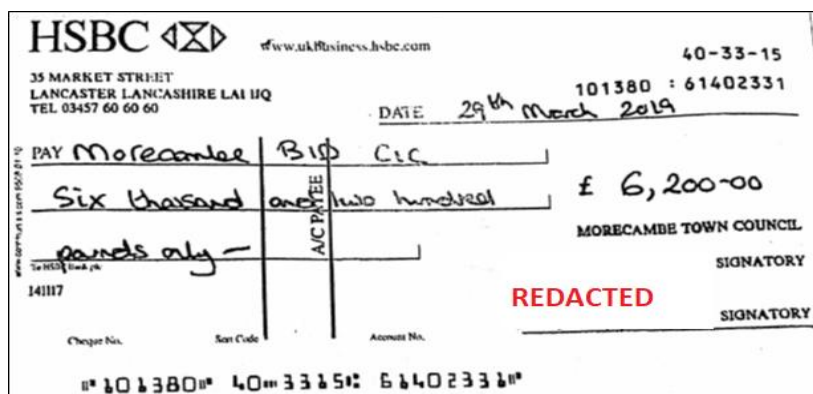 HSBC www.ukBusiness.hsbc.com
40-33-15
35 MARKET STREET
LANCASTER LANCASHIRE LA1 1JQ
TEL 03457 60 60 60
101380 : 61402331
DATE 29th March 2019
PAY Morecambe BID CIC
Six thousand and two hundred
£ 6,200-00
pounds only —
A/C PAYEE
MORECAMBE TOWN COUNCIL
SIGNATORY
141117
REDACTED
SIGNATORY
Cheque No. Sort Code Account No.
⑈101380⑈ 40⑉3315⑆ 61402331⑈